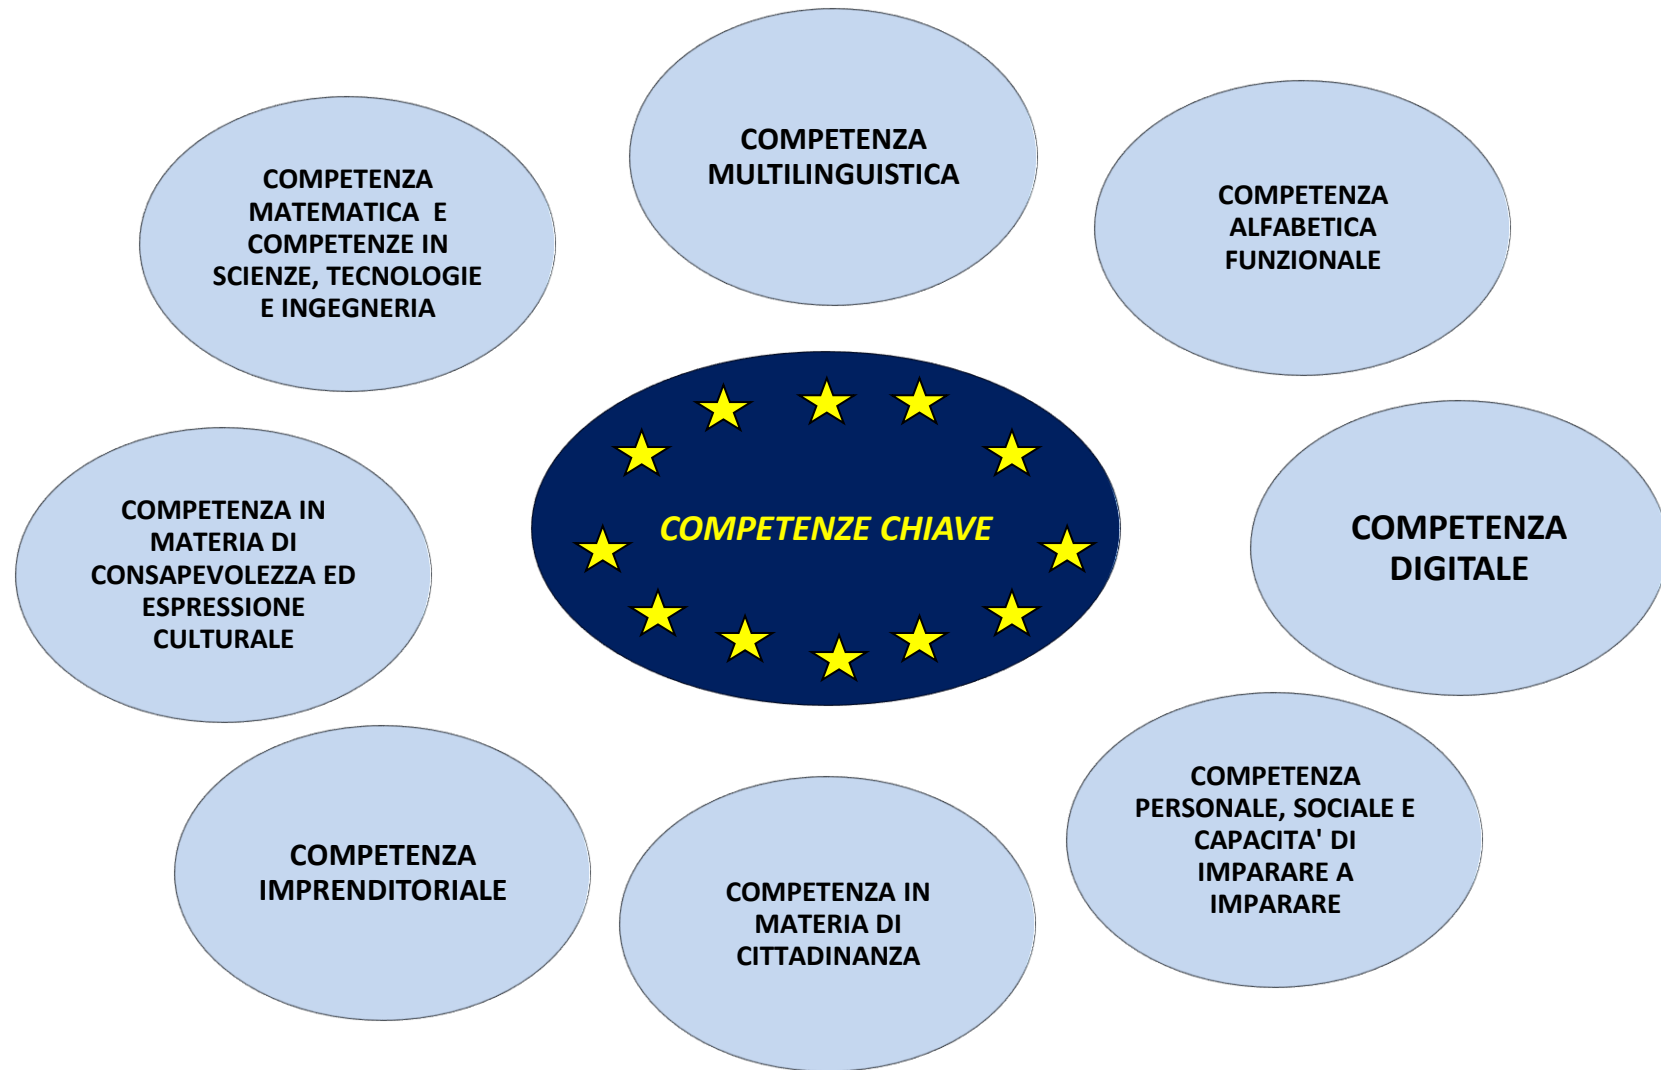 COMPETENZA
MULTILINGUISTICA
COMPETENZA
MATEMATICA  E
COMPETENZE IN
SCIENZE, TECNOLOGIE
E INGEGNERIA
COMPETENZA
ALFABETICA
FUNZIONALE
COMPETENZA IN
MATERIA DI
CONSAPEVOLEZZA ED
ESPRESSIONE
CULTURALE
COMPETENZE CHIAVE
COMPETENZA
DIGITALE
COMPETENZA
IMPRENDITORIALE
COMPETENZA IN
MATERIA DI
CITTADINANZA
COMPETENZA
PERSONALE, SOCIALE E
CAPACITA' DI
IMPARARE A
IMPARARE